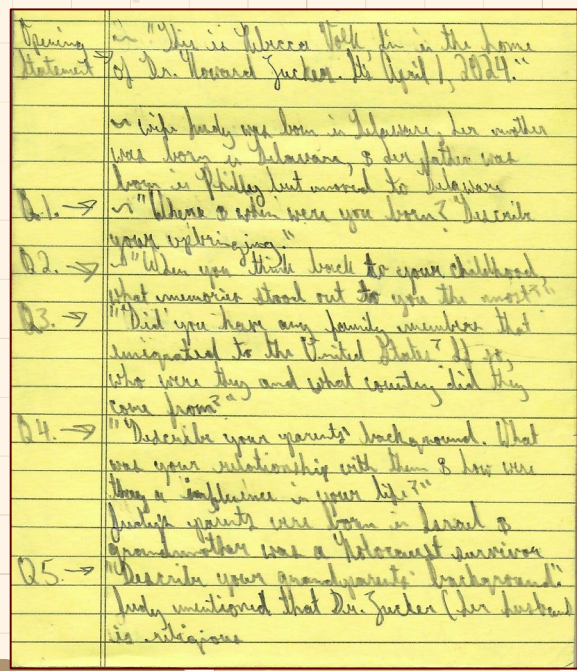 Opening ~ "This is Rebecca Volk, I'm in the home
Statement → of Dr. Howard Zucker. It's April 1, 2024."
~ wife Judy was born in Delaware, her mother
was born in Delaware, & her father was
born in Philly but moved to Delaware
Q1. → ~ "Where & when were you born? Describe
your upbringing."
Q2. → ~ "When you think back to your childhood,
what memories stood out to you the most?"
Q3. → "Did you have any family members that
emigrated to the United States? If so,
who were they and what country did they
come from?"
Q4. → "Describe your parents' background. What
was your relationship with them & how were
they a influence in your life?"
Judy's parents were born in Israel &
grandmother was a Holocaust survivor
Q5. → "Describe your grandparents' background".
Judy mentioned that Dr. Zucker (her husband
is religious